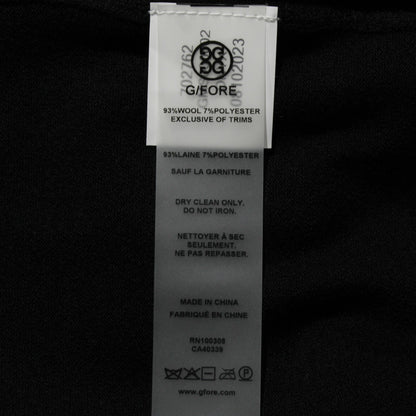 702762
08102023
G/FORE
93%WOOL 7%POLYESTER
EXCLUSIVE OF TRIMS
93%LAINE 7%POLYESTER
SAUF LA GARNITURE
DRY CLEAN ONLY.
DO NOT IRON.
NETTOYER À SEC
SEULEMENT.
NE PAS REPASSER.
MADE IN CHINA
FABRIQUÉ EN CHINE
RN100308
CA40339
www.gfore.com